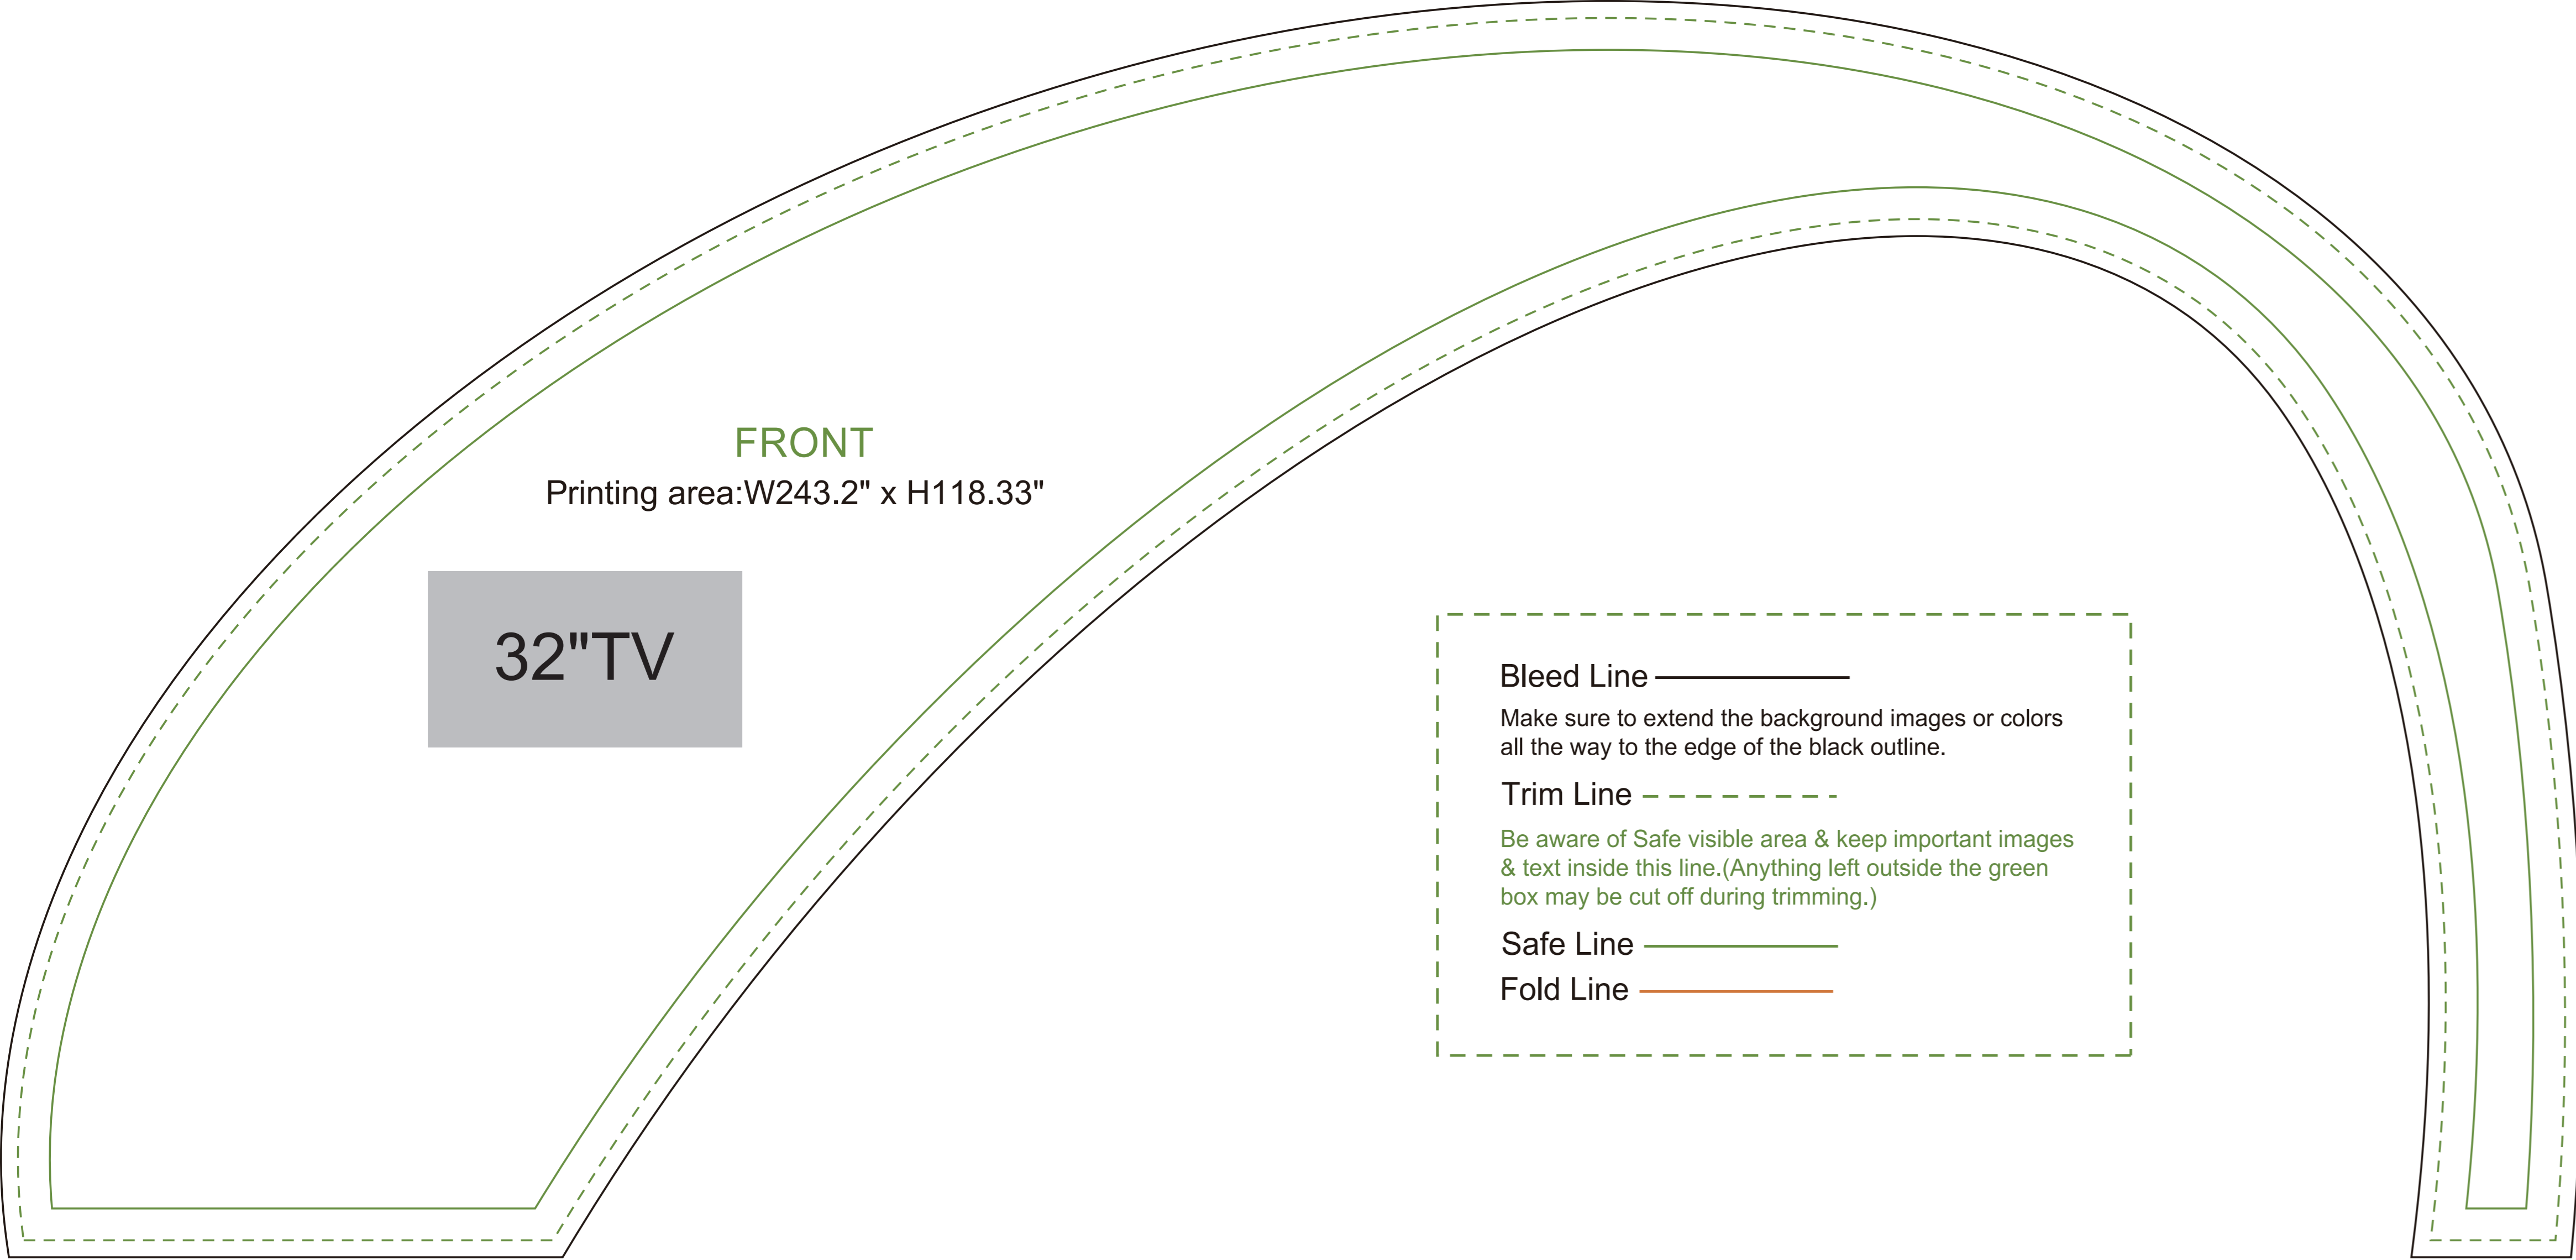 FRONT
Printing area:W243.2" x H118.33"
32"TV
Bleed Line
Make sure to extend the background images or colors
all the way to the edge of the black outline.
Trim Line
Be aware of Safe visible area & keep important images
& text inside this line.(Anything left outside the green
box may be cut off during trimming.)
Safe Line
Fold Line